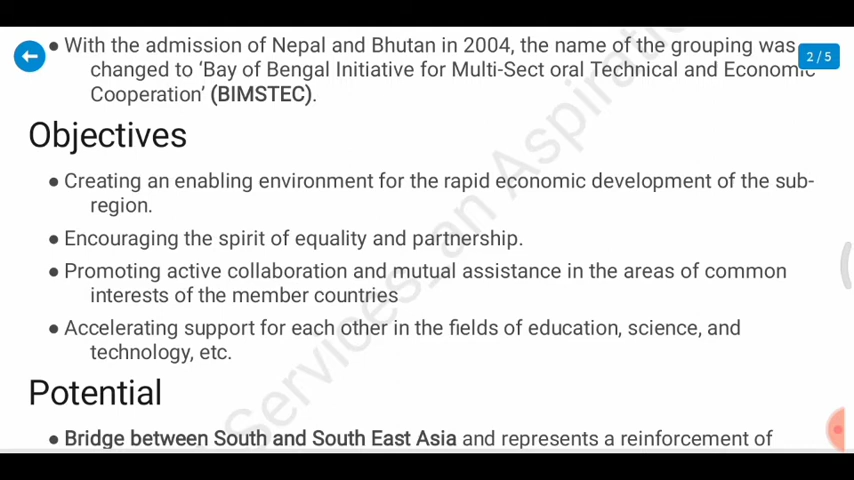 ● With the admission of Nepal and Bhutan in 2004, the name of the grouping was
2 / 5
changed to ‘Bay of Bengal Initiative for Multi-Sect oral Technical and Economic
Cooperation’ (BIMSTEC).
Objectives
● Creating an enabling environment for the rapid economic development of the sub-
region.
● Encouraging the spirit of equality and partnership.
● Promoting active collaboration and mutual assistance in the areas of common
interests of the member countries
● Accelerating support for each other in the fields of education, science, and
technology, etc.
Potential
● Bridge between South and South East Asia and represents a reinforcement of
Services_an Aspiratio